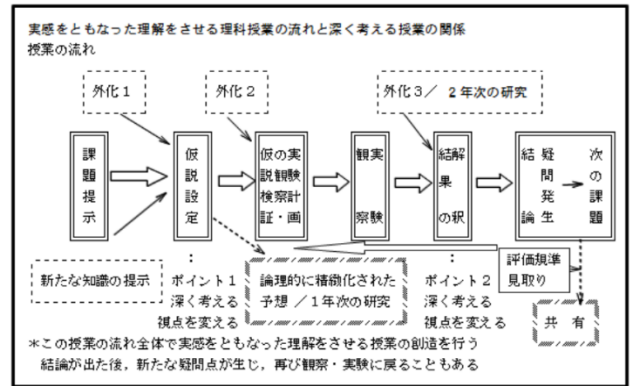 実感をともなった理解をさせる理科授業の流れと深く考える授業の関係
授業の流れ
外化1
外化2
外化3/ 2年次の研究
課題提示
仮説設定
仮説検証の観察・実験計画
観察
実験
結果の
解釈
結論
疑問発生
→
次の課題
新たな知識の提示
:
ポイント1
深く考える
視点を変える
論理的に精緻化された
予想 /1年次の研究
:
ポイント2
深く考える
視点を変える
評価規準
見取り
共 有
*この授業の流れ全体で実感をともなった理解をさせる授業の創造を行う
結論が出た後,新たな疑問点が生じ,再び観察・実験に戻ることもある